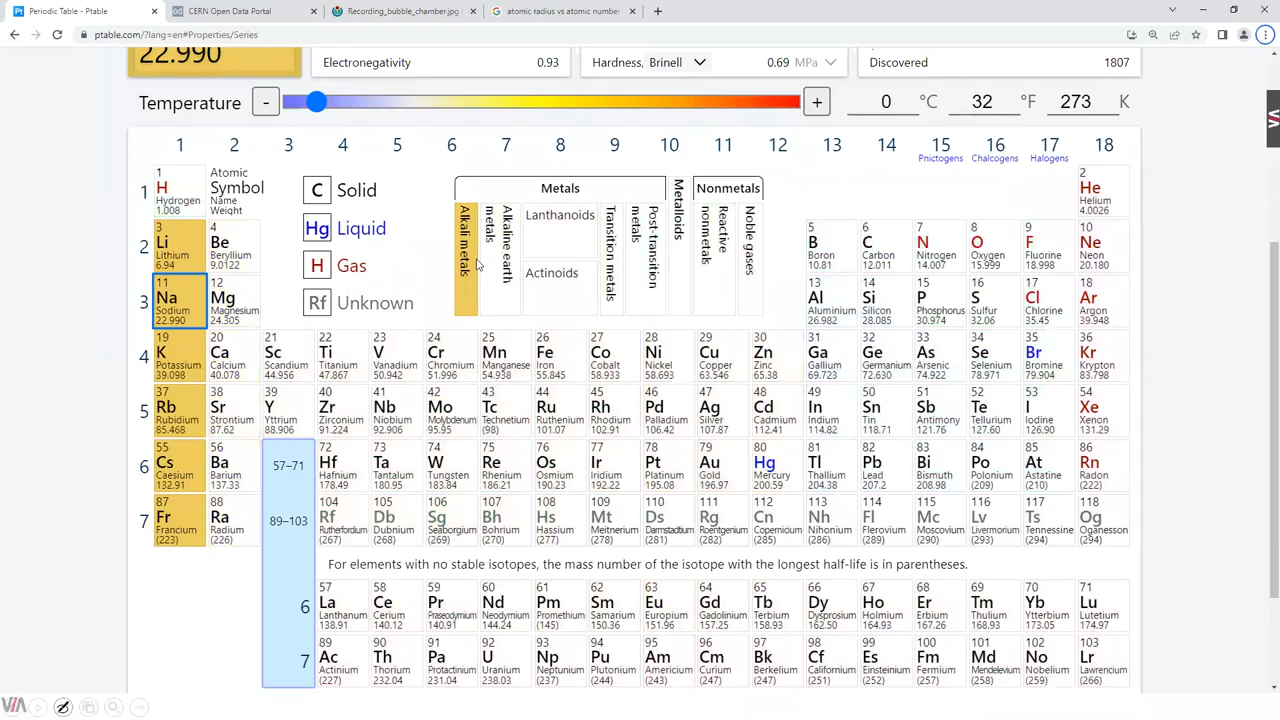 Periodic Table - Ptable
CERN Open Data Portal
Recording_bubble_chamber.jpg
atomic radius vs atomic number
ptable.com/?lang=en#Properties/Series
22.990
Electronegativity 0.93
Hardness, Brinell 0.69 MPa
Discovered 1807
Temperature - + 0 °C 32 °F 273 K
1 2 3 4 5 6 7 8 9 10 11 12 13 14 15 16 17 18
Pnictogens Chalcogens Halogens
1
1 H Hydrogen 1.008
Atomic
Symbol
Name
Weight
C Solid
Hg Liquid
H Gas
Rf Unknown
Metals
Metalloids
Nonmetals
Alkali metals
Alkaline earth metals
Lanthanoids
Actinoids
Transition metals
Post-transition metals
Reactive nonmetals
Noble gases
2 He Helium 4.0026
2
3 Li Lithium 6.94
4 Be Beryllium 9.0122
5 B Boron 10.81
6 C Carbon 12.011
7 N Nitrogen 14.007
8 O Oxygen 15.999
9 F Fluorine 18.998
10 Ne Neon 20.180
3
11 Na Sodium 22.990
12 Mg Magnesium 24.305
13 Al Aluminium 26.982
14 Si Silicon 28.085
15 P Phosphorus 30.974
16 S Sulfur 32.06
17 Cl Chlorine 35.45
18 Ar Argon 39.948
4
19 K Potassium 39.098
20 Ca Calcium 40.078
21 Sc Scandium 44.956
22 Ti Titanium 47.867
23 V Vanadium 50.942
24 Cr Chromium 51.996
25 Mn Manganese 54.938
26 Fe Iron 55.845
27 Co Cobalt 58.933
28 Ni Nickel 58.693
29 Cu Copper 63.546
30 Zn Zinc 65.38
31 Ga Gallium 69.723
32 Ge Germanium 72.630
33 As Arsenic 74.922
34 Se Selenium 78.971
35 Br Bromine 79.904
36 Kr Krypton 83.798
5
37 Rb Rubidium 85.468
38 Sr Strontium 87.62
39 Y Yttrium 88.906
40 Zr Zirconium 91.224
41 Nb Niobium 92.906
42 Mo Molybdenum 95.95
43 Tc Technetium (98)
44 Ru Ruthenium 101.07
45 Rh Rhodium 102.91
46 Pd Palladium 106.42
47 Ag Silver 107.87
48 Cd Cadmium 112.41
49 In Indium 114.82
50 Sn Tin 118.71
51 Sb Antimony 121.76
52 Te Tellurium 127.60
53 I Iodine 126.90
54 Xe Xenon 131.29
6
55 Cs Caesium 132.91
56 Ba Barium 137.33
57–71
72 Hf Hafnium 178.49
73 Ta Tantalum 180.95
74 W Tungsten 183.84
75 Re Rhenium 186.21
76 Os Osmium 190.23
77 Ir Iridium 192.22
78 Pt Platinum 195.08
79 Au Gold 196.97
80 Hg Mercury 200.59
81 Tl Thallium 204.38
82 Pb Lead 207.2
83 Bi Bismuth 208.98
84 Po Polonium (209)
85 At Astatine (210)
86 Rn Radon (222)
7
87 Fr Francium (223)
88 Ra Radium (226)
89–103
104 Rf Rutherfordium (267)
105 Db Dubnium (268)
106 Sg Seaborgium (269)
107 Bh Bohrium (270)
108 Hs Hassium (277)
109 Mt Meitnerium (278)
110 Ds Darmstadtium (281)
111 Rg Roentgenium (282)
112 Cn Copernicium (285)
113 Nh Nihonium (286)
114 Fl Flerovium (289)
115 Mc Moscovium (290)
116 Lv Livermorium (293)
117 Ts Tennessine (294)
118 Og Oganesson (294)
For elements with no stable isotopes, the mass number of the isotope with the longest half-life is in parentheses.
6
57 La Lanthanum 138.91
58 Ce Cerium 140.12
59 Pr Praseodymium 140.91
60 Nd Neodymium 144.24
61 Pm Promethium (145)
62 Sm Samarium 150.36
63 Eu Europium 151.96
64 Gd Gadolinium 157.25
65 Tb Terbium 158.93
66 Dy Dysprosium 162.50
67 Ho Holmium 164.93
68 Er Erbium 167.26
69 Tm Thulium 168.93
70 Yb Ytterbium 173.05
71 Lu Lutetium 174.97
7
89 Ac Actinium (227)
90 Th Thorium 232.04
91 Pa Protactinium 231.04
92 U Uranium 238.03
93 Np Neptunium (237)
94 Pu Plutonium (244)
95 Am Americium (243)
96 Cm Curium (247)
97 Bk Berkelium (247)
98 Cf Californium (251)
99 Es Einsteinium (252)
100 Fm Fermium (257)
101 Md Mendelevium (258)
102 No Nobelium (259)
103 Lr Lawrencium (266)
VIA